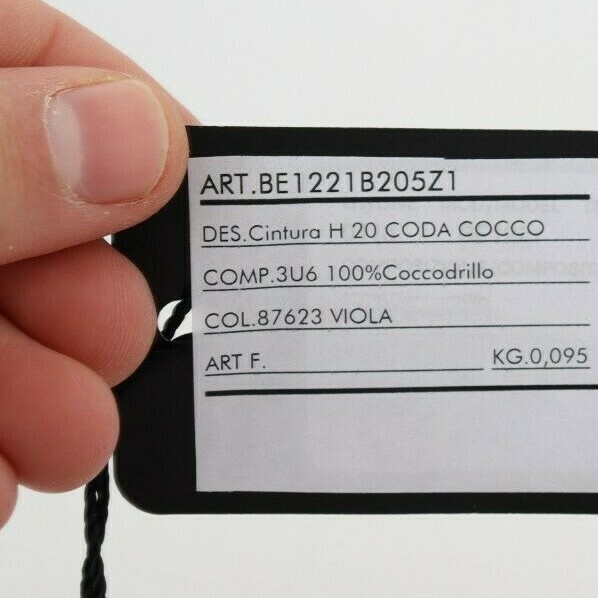 ART.BE1221B205Z1
DES.Cintura H 20 CODA COCCO
COMP.3U6 100%Coccodrillo
COL.87623 VIOLA
ART F. KG.0,095